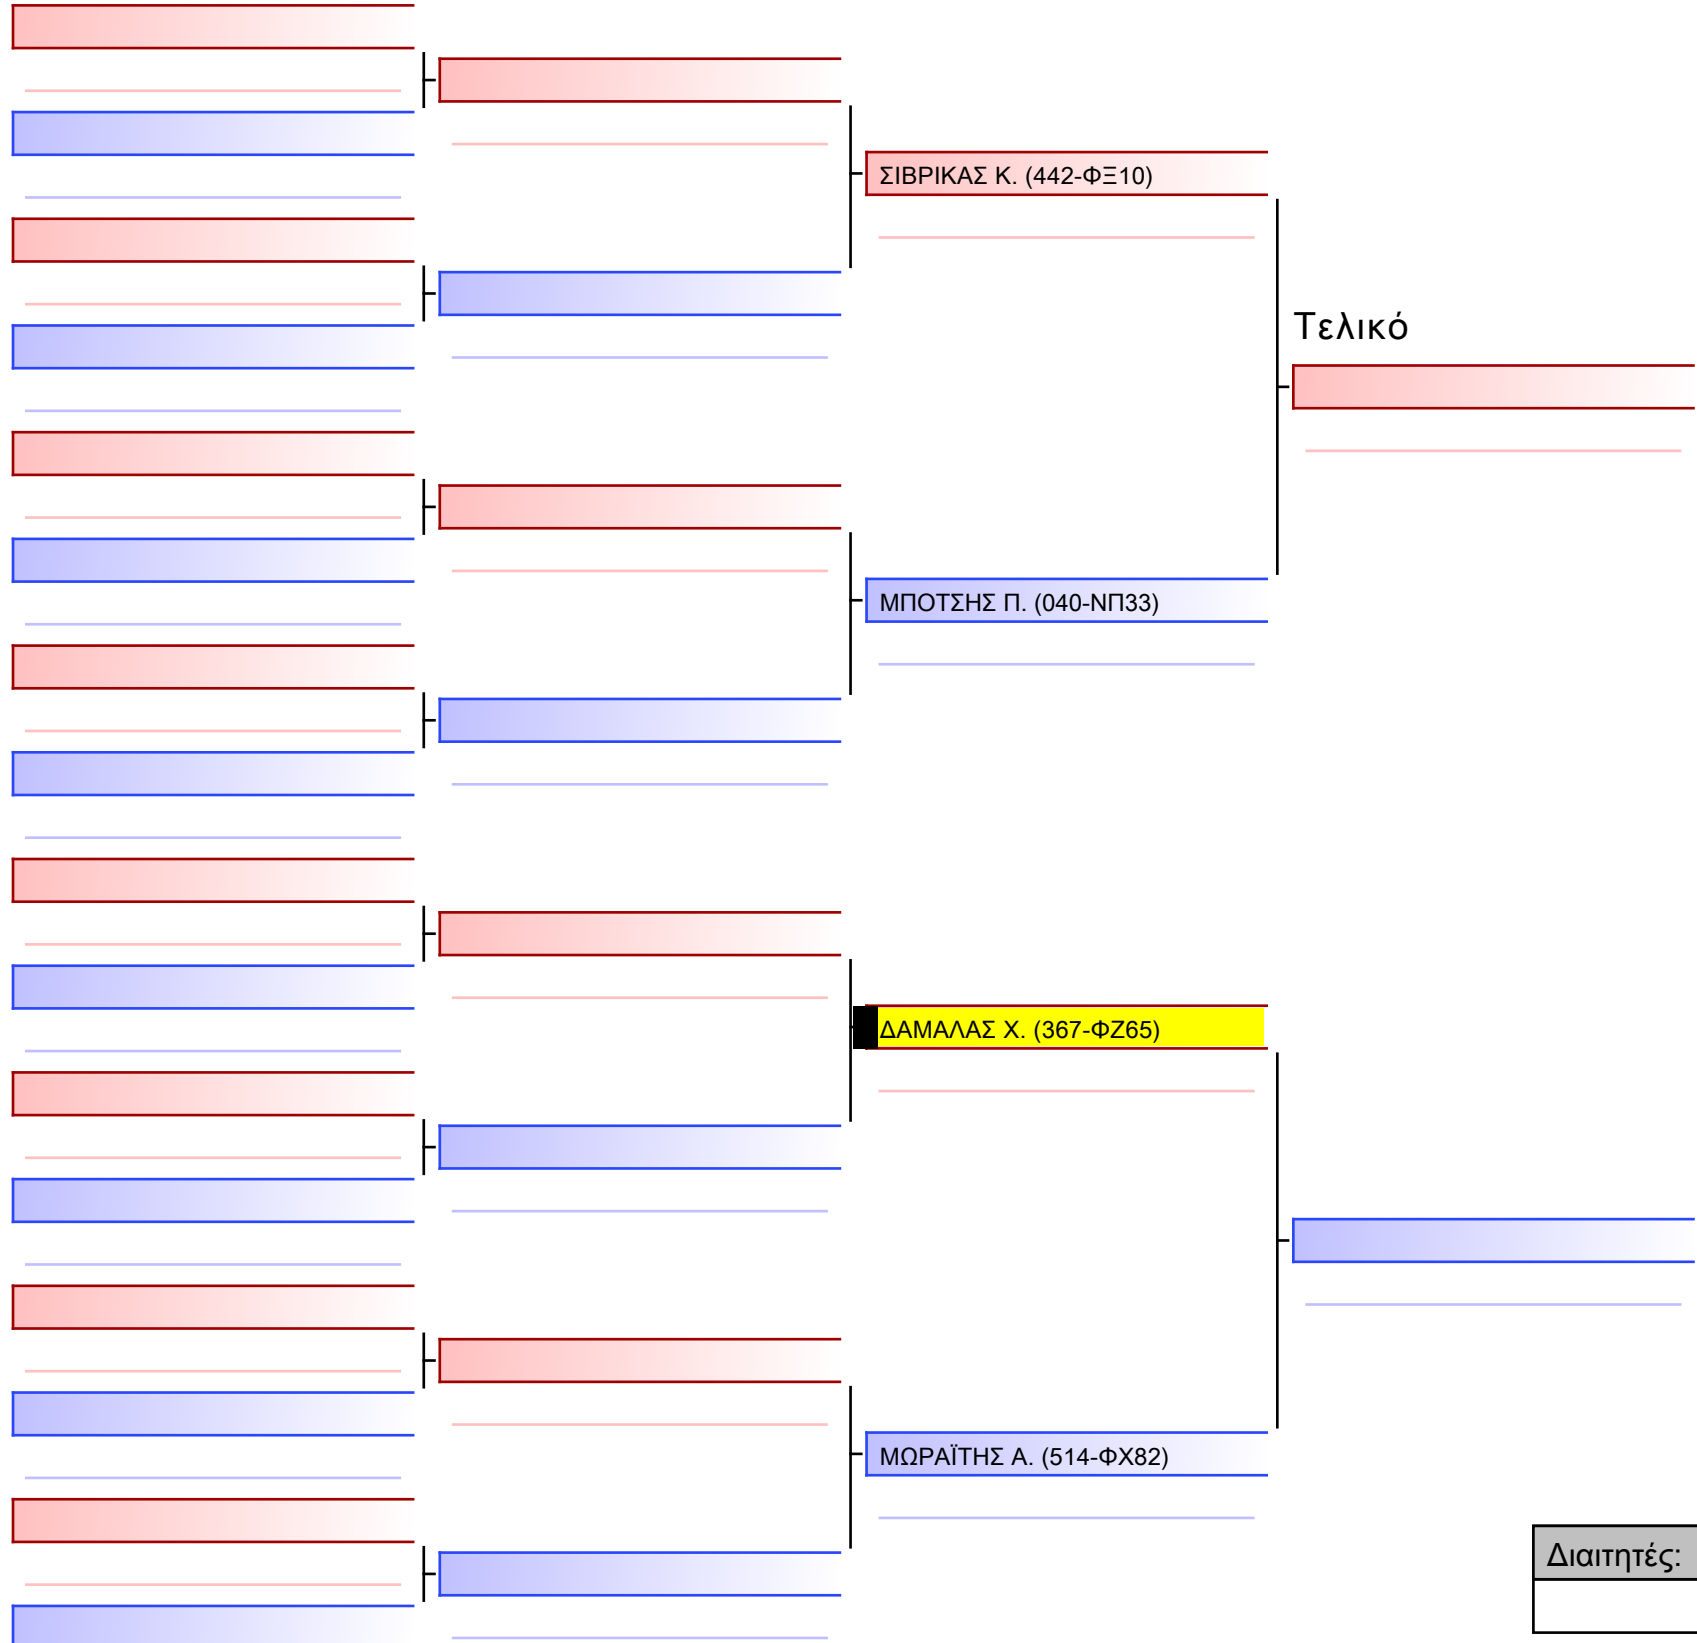 ΣΙΒΡΙΚΑΣ Κ. (442-ΦΞ10)
Τελικό
ΜΠΟΤΣΗΣ Π. (040-ΝΠ33)
ΔΑΜΑΛΑΣ Χ. (367-ΦΖ65)
ΜΩΡΑΪΤΗΣ Α. (514-ΦΧ82)
Διαιτητές: